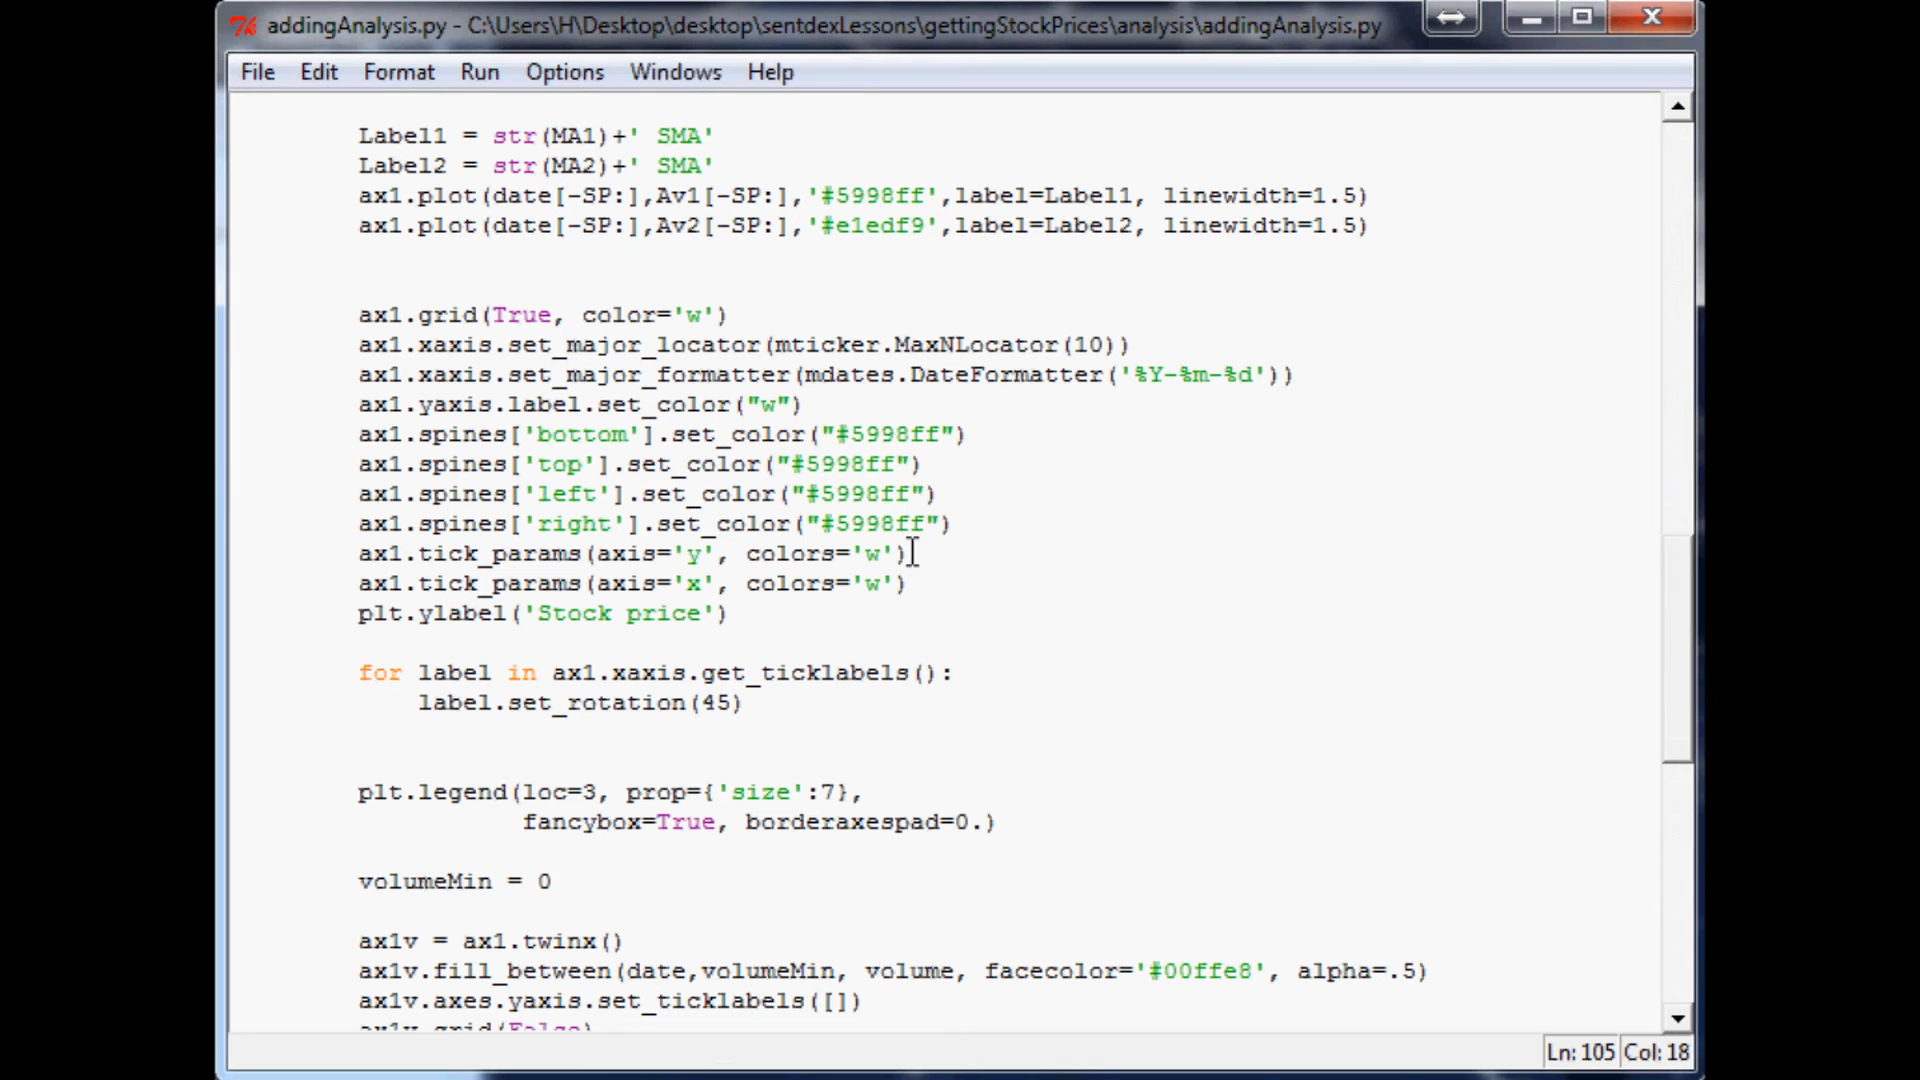 addingAnalysis.py - C:\Users\H\Desktop\desktop\sentdexLessons\gettingStockPrices\analysis\addingAnalysis.py
File Edit Format Run Options Windows Help
Label1 = str(MA1)+' SMA'
Label2 = str(MA2)+' SMA'
ax1.plot(date[-SP:],Av1[-SP:],'#5998ff',label=Label1, linewidth=1.5)
ax1.plot(date[-SP:],Av2[-SP:],'#e1edf9',label=Label2, linewidth=1.5)
ax1.grid(True, color='w')
ax1.xaxis.set_major_locator(mticker.MaxNLocator(10))
ax1.xaxis.set_major_formatter(mdates.DateFormatter('%Y-%m-%d'))
ax1.yaxis.label.set_color("w")
ax1.spines['bottom'].set_color("#5998ff")
ax1.spines['top'].set_color("#5998ff")
ax1.spines['left'].set_color("#5998ff")
ax1.spines['right'].set_color("#5998ff")
ax1.tick_params(axis='y', colors='w')
ax1.tick_params(axis='x', colors='w')
plt.ylabel('Stock price')
for label in ax1.xaxis.get_ticklabels():
label.set_rotation(45)
plt.legend(loc=3, prop={'size':7},
fancybox=True, borderaxespad=0.)
volumeMin = 0
ax1v = ax1.twinx()
ax1v.fill_between(date,volumeMin, volume, facecolor='#00ffe8', alpha=.5)
ax1v.axes.yaxis.set_ticklabels([])
ax1v.grid(False)
Ln: 105 Col: 18